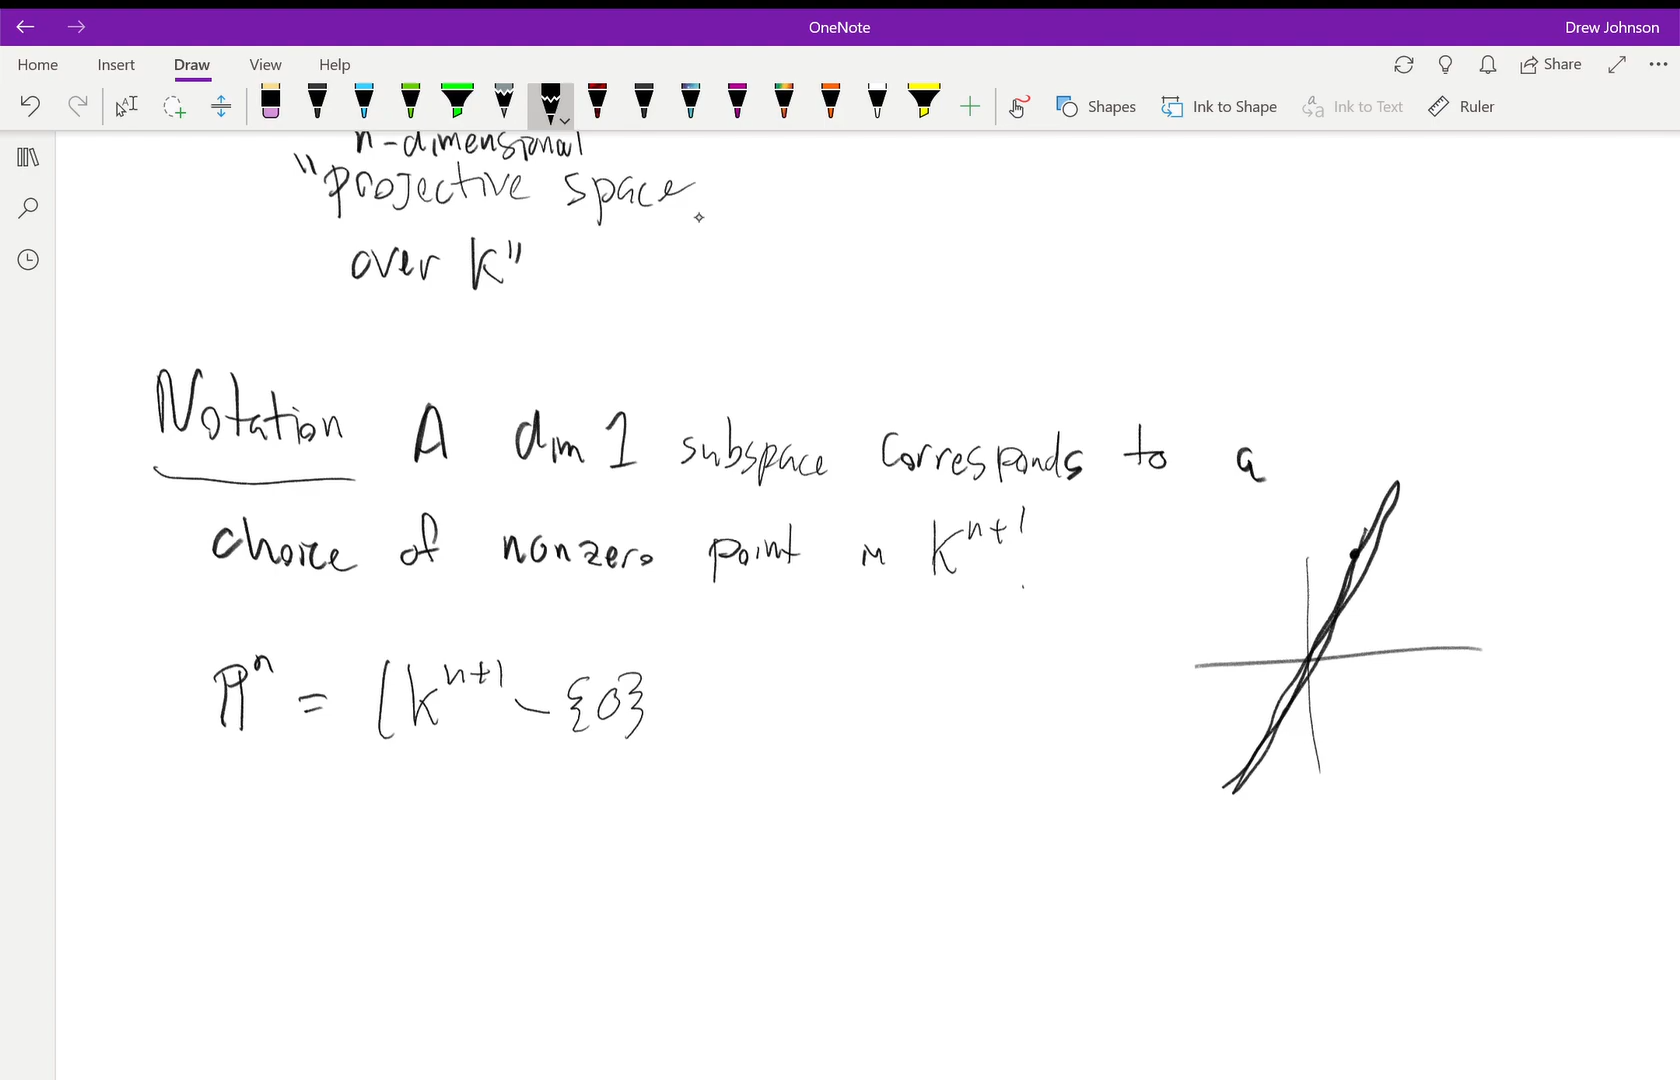 OneNote
Drew Johnson
Home Insert Draw View Help
Share
Shapes Ink to Shape Ink to Text Ruler
n-dimensional
"projective space
over k"
Notation A dim 1 subspace corresponds to a
choice of nonzero point in k^{n+1}
ℙ^n = (k^{n+1} - {0}